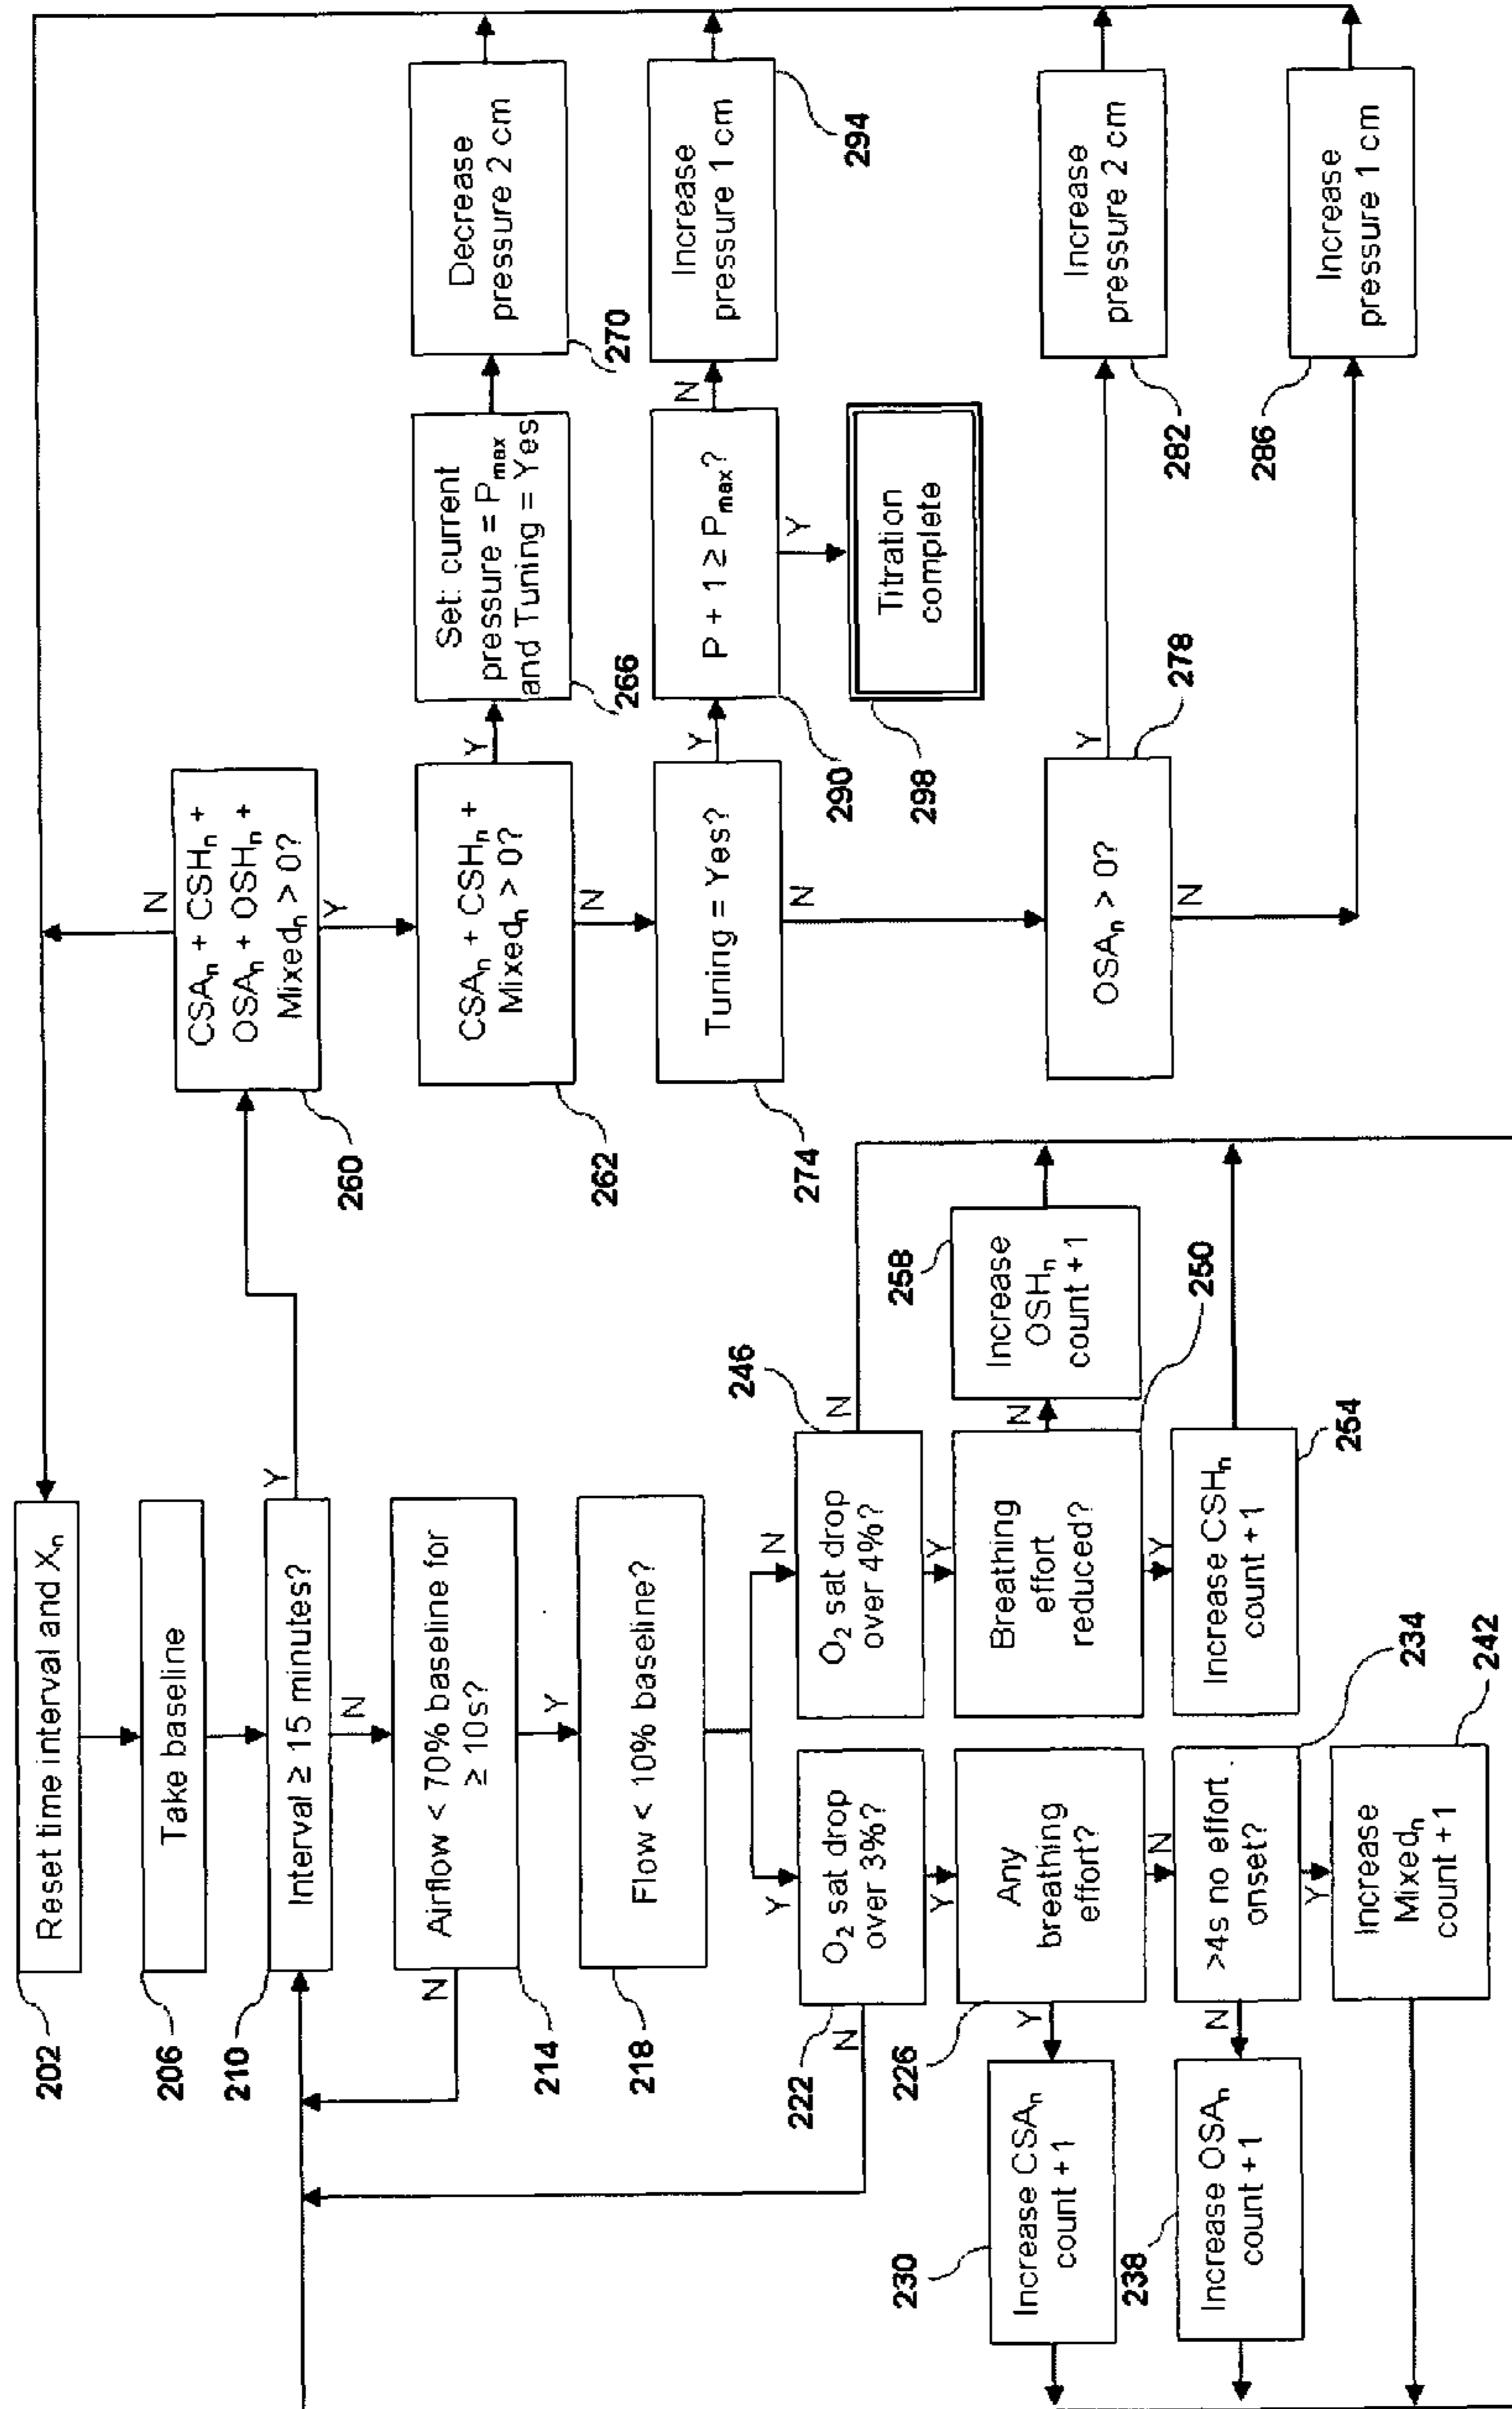 202
Reset time interval and Xn
206
Take baseline
210
Interval ≥ 15 minutes?
Y
N
214
Airflow < 70% baseline for
≥ 10s?
N
Y
218
Flow < 10% baseline?
Y
N
222
O2 sat drop
over 3%?
N
Y
246
O2 sat drop
over 4%?
N
Y
226
Any
breathing
effort?
Y
N
230
Increase CSAn
count +1
234
>4s no effort
onset?
N
Y
238
Increase OSAn
count +1
242
Increase
Mixedn
count +1
250
Breathing
effort
reduced?
N
Y
258
Increase
OSHn
count +1
254
Increase CSHn
count +1
260
CSAn + CSHn +
OSAn + OSHn +
Mixedn > 0?
N
Y
262
CSAn + CSHn +
Mixedn > 0?
Y
N
266
Set: current
pressure = Pmax
and Tuning = Yes
270
Decrease
pressure 2 cm
274
Tuning = Yes?
Y
N
290
P + 1 ≥ Pmax?
N
Y
294
Increase
pressure 1 cm
298
Titration
complete
278
OSAn > 0?
Y
N
282
Increase
pressure 2 cm
286
Increase
pressure 1 cm